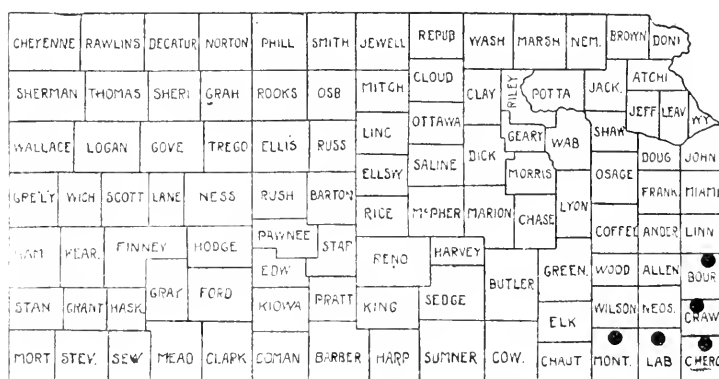 CHEYENNE RAWLINS DECATUR NORTON PHILL SMITH JEWELL REPUB WASH MARSH NEM. BROWN DONI
SHERMAN THOMAS SHERI GRAH ROOKS OSB MITCH CLOUD CLAY RILEY POTTA JACK. ATCHI
JEFF LEAV WY
OTTAWA
WALLACE LOGAN GOVE TREGO ELLIS RUSS LINC DICK GEARY WAB SHAW DOUG JOHN
SALINE
GRE'L'Y WICH SCOTT LANE NESS RUSH BARTON ELLSW MORRIS OSAGE FRANK MIAMI
RICE McPHER MARION CHASE LYON
HAM KEAR. FINNEY HODGE PAWNEE STAF RENO HARVEY COFFEE ANDER LINN
EDW
STAN GRANT HASK. GRAY FORD KIOWA PRATT KING SEDGE BUTLER GREEN. WOOD ALLEN BOUR
ELK WILSON NEOS. CRAW
MORT STEV. SEW MEAD CLARK COMAN BARBER HARP SUMNER COW. CHAUT MONT. LAB CHERO